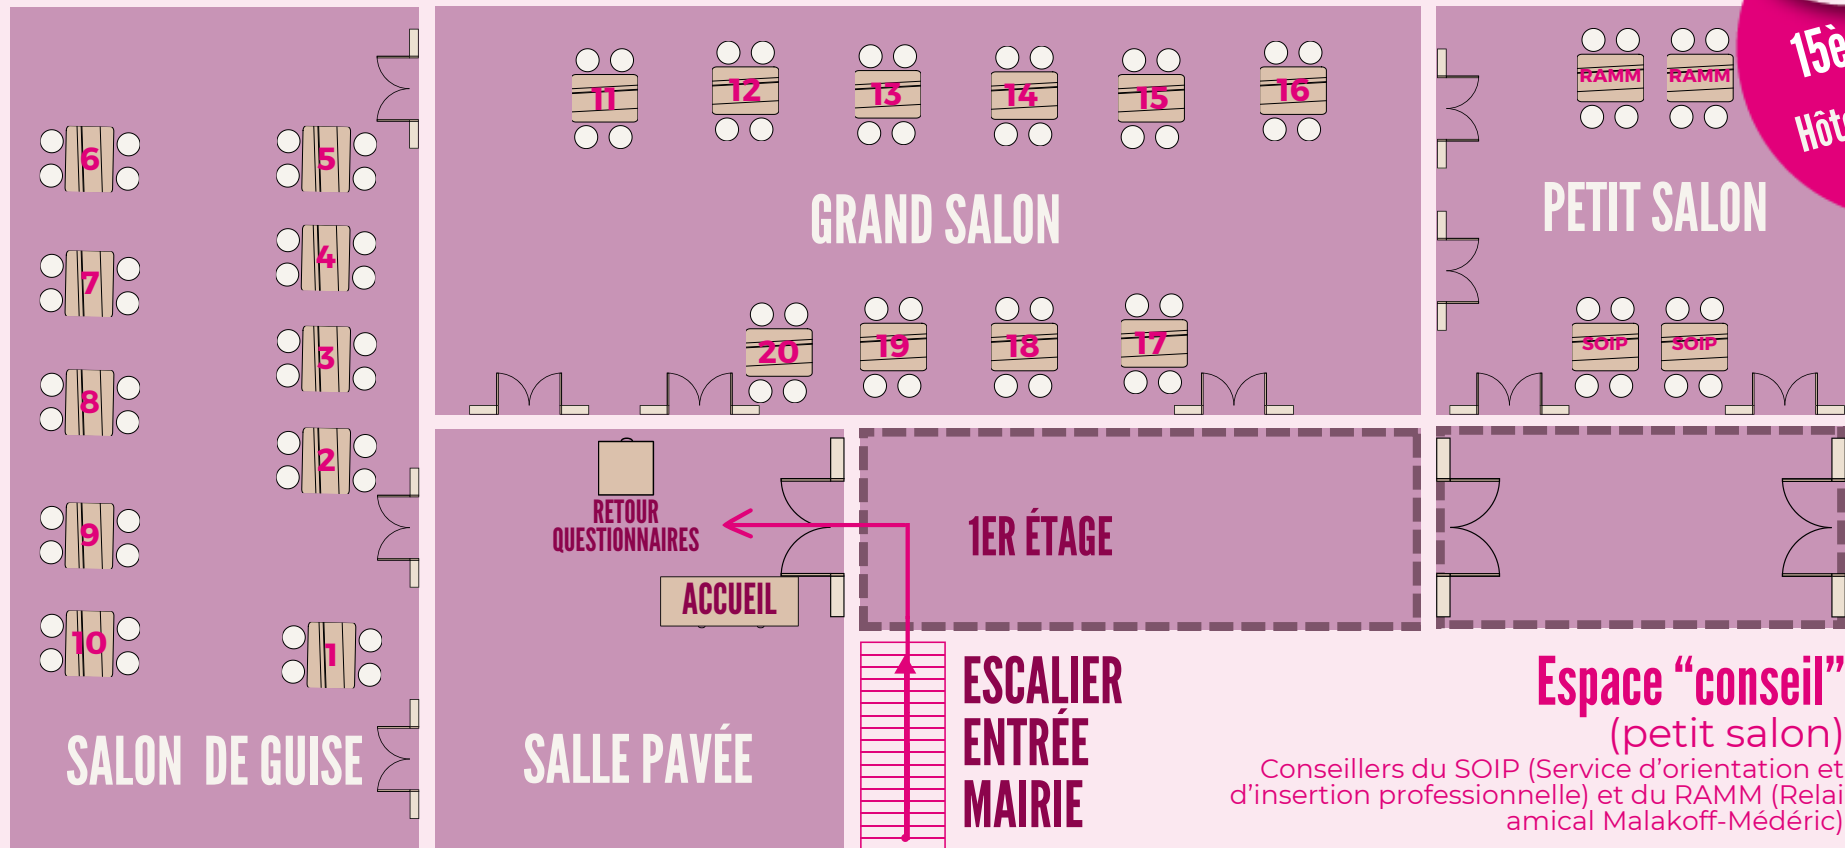 6
5
7
4
8
3
9
2
10
1
SALON DE GUISE
11
12
13
14
15
16
GRAND SALON
20
19
18
17
RAMM
RAMM
PETIT SALON
SOIP
SOIP
15è
Hôt
RETOUR
QUESTIONNAIRES
ACCUEIL
SALLE PAVÉE
1ER ÉTAGE
ESCALIER
ENTRÉE
MAIRIE
Espace “conseil”
(petit salon)
Conseillers du SOIP (Service d’orientation et
d’insertion professionnelle) et du RAMM (Relai
amical Malakoff-Médéric)